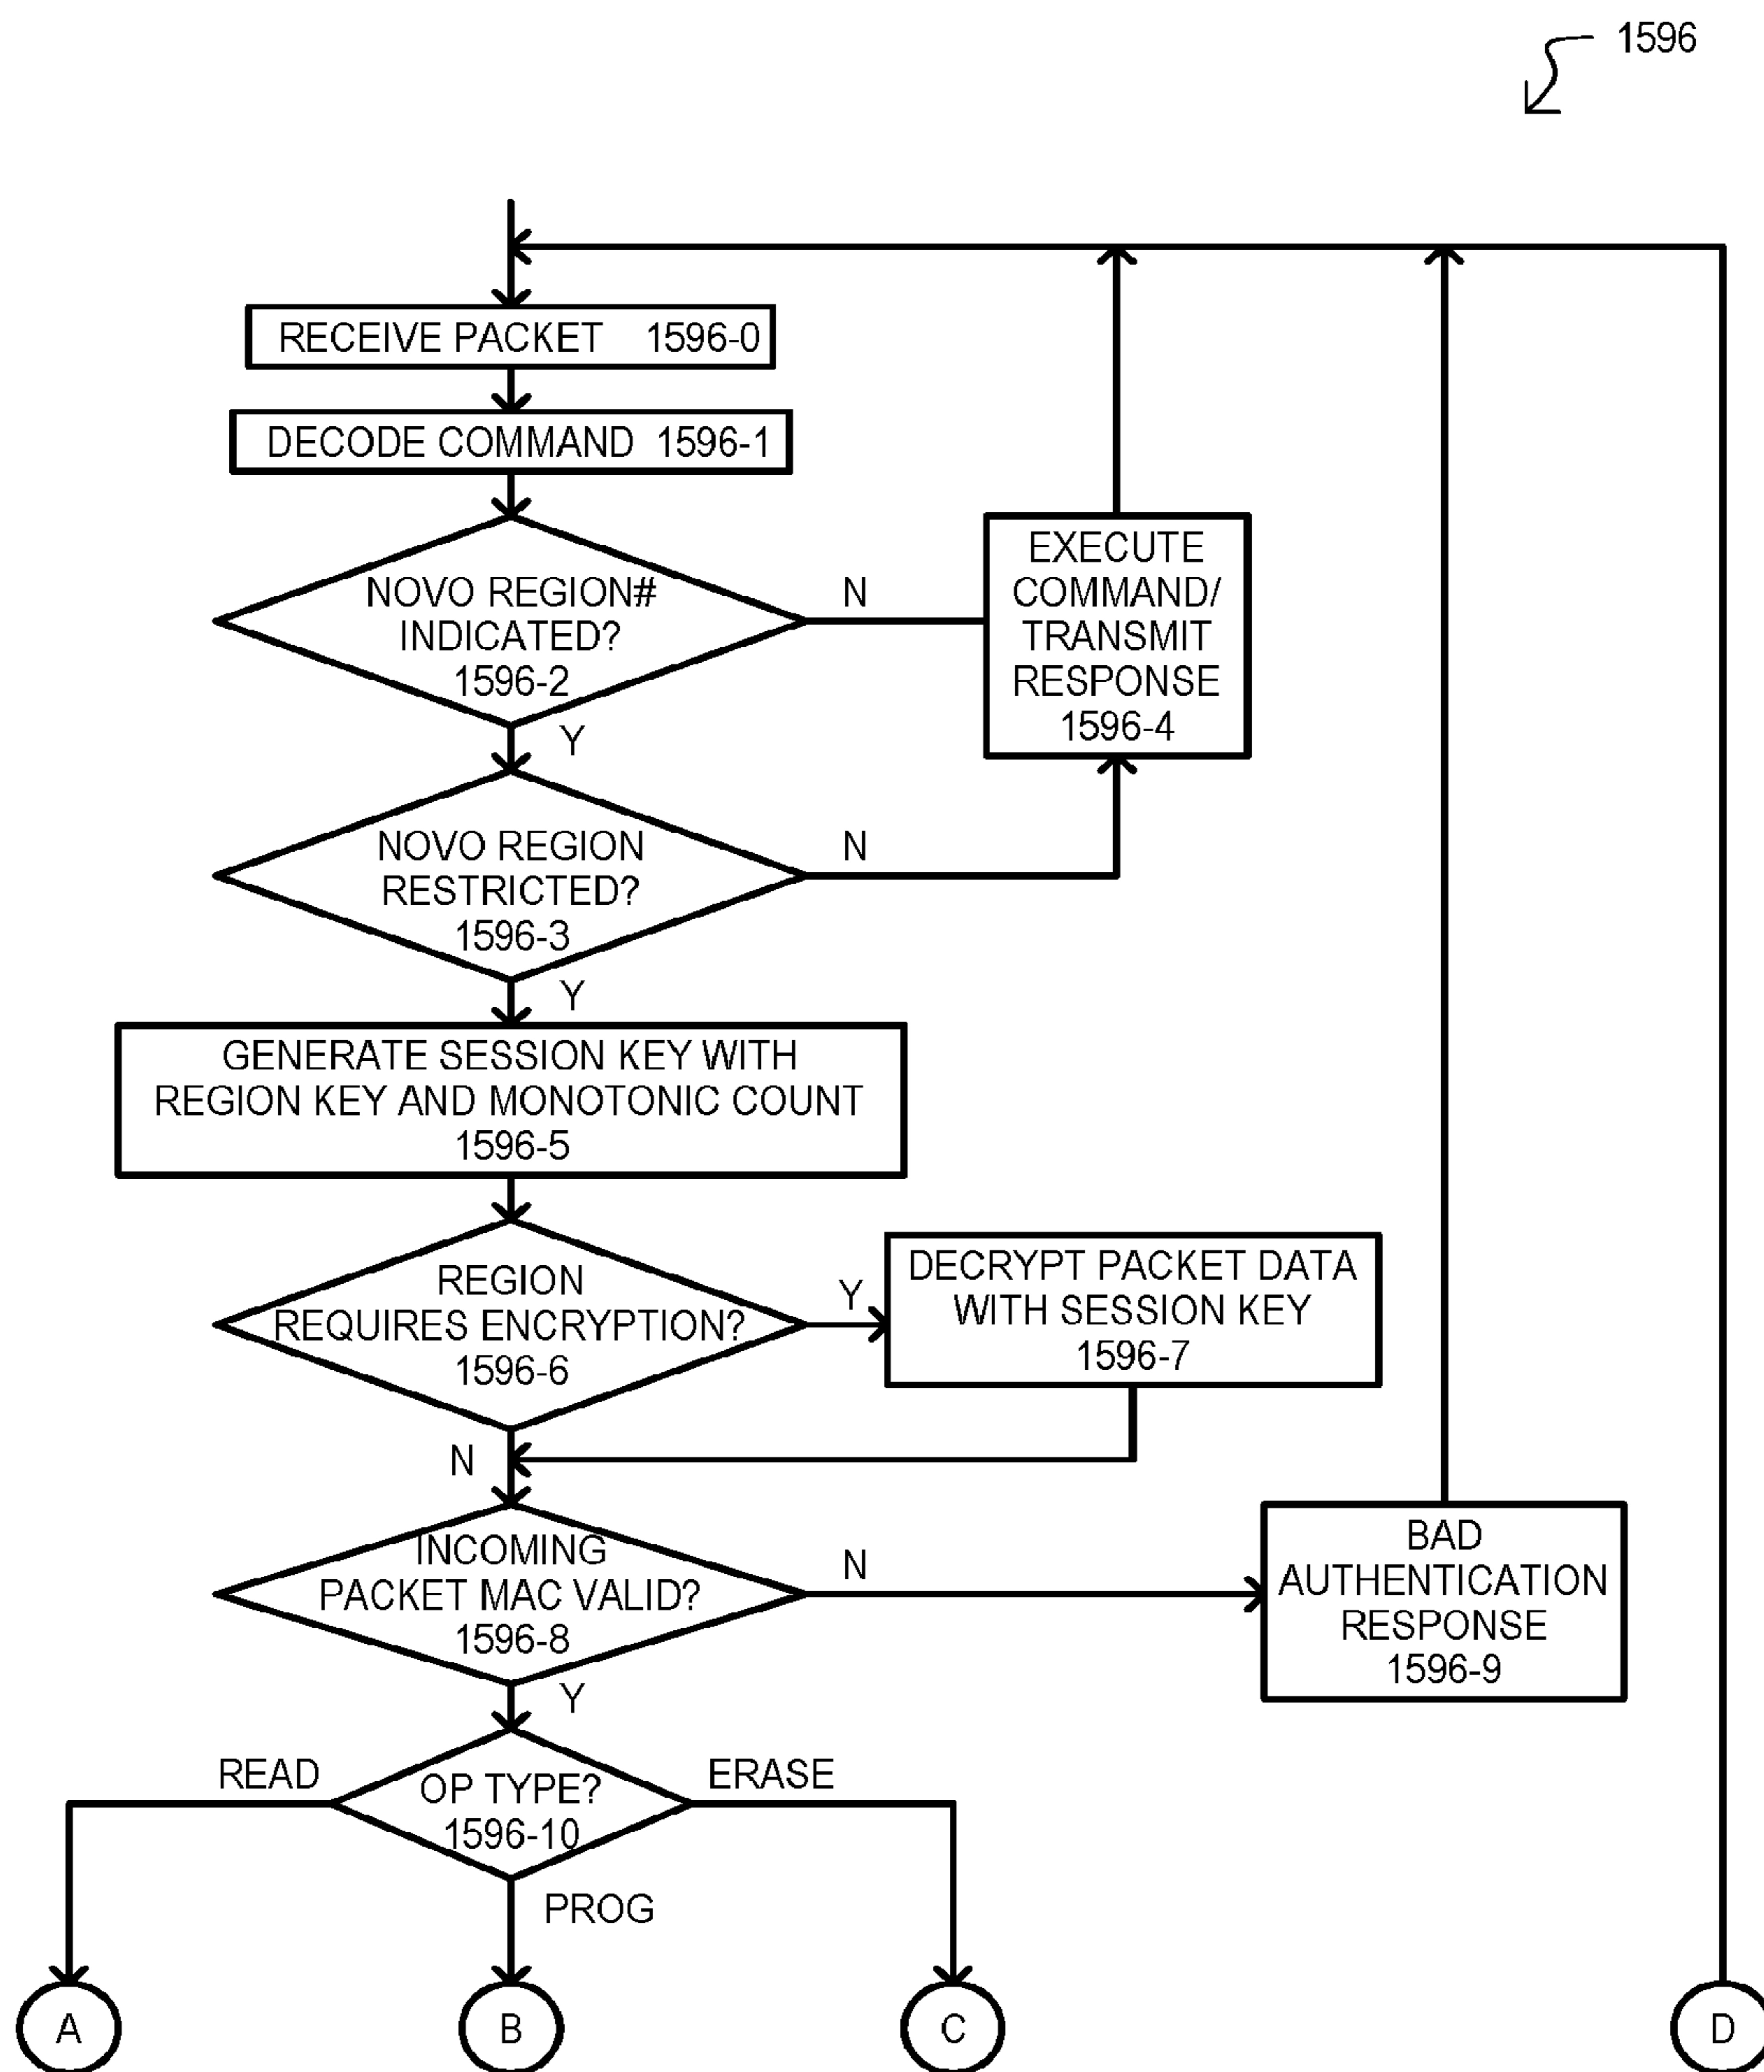 1596
RECEIVE PACKET 1596-0
DECODE COMMAND 1596-1
NOVO REGION#
INDICATED?
1596-2
N
EXECUTE
COMMAND/
TRANSMIT
RESPONSE
1596-4
Y
NOVO REGION
RESTRICTED?
1596-3
N
Y
GENERATE SESSION KEY WITH
REGION KEY AND MONOTONIC COUNT
1596-5
REGION
REQUIRES ENCRYPTION?
1596-6
Y
DECRYPT PACKET DATA
WITH SESSION KEY
1596-7
N
INCOMING
PACKET MAC VALID?
1596-8
N
BAD
AUTHENTICATION
RESPONSE
1596-9
Y
READ
OP TYPE?
1596-10
ERASE
PROG
A
B
C
D